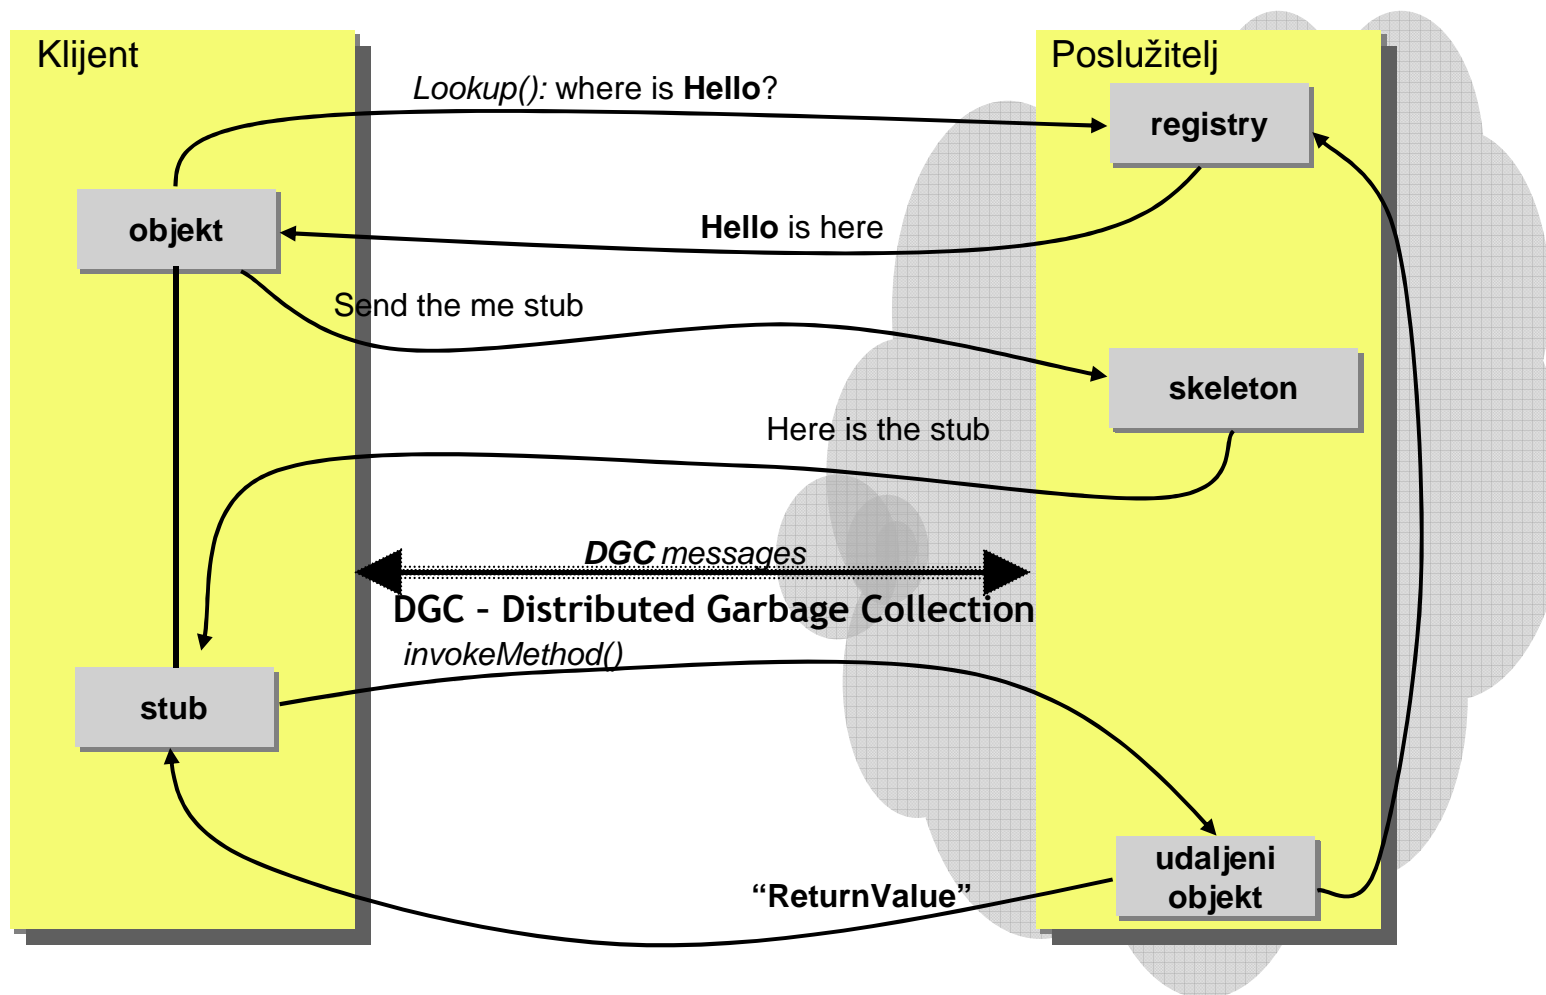 Klijent
Poslužitelj
Lookup(): where is Hello?
registry
objekt
Hello is here
Send the me stub
skeleton
Here is the stub
DGC messages
DGC - Distributed Garbage Collection
invokeMethod()
stub
udaljeni
objekt
“ReturnValue”